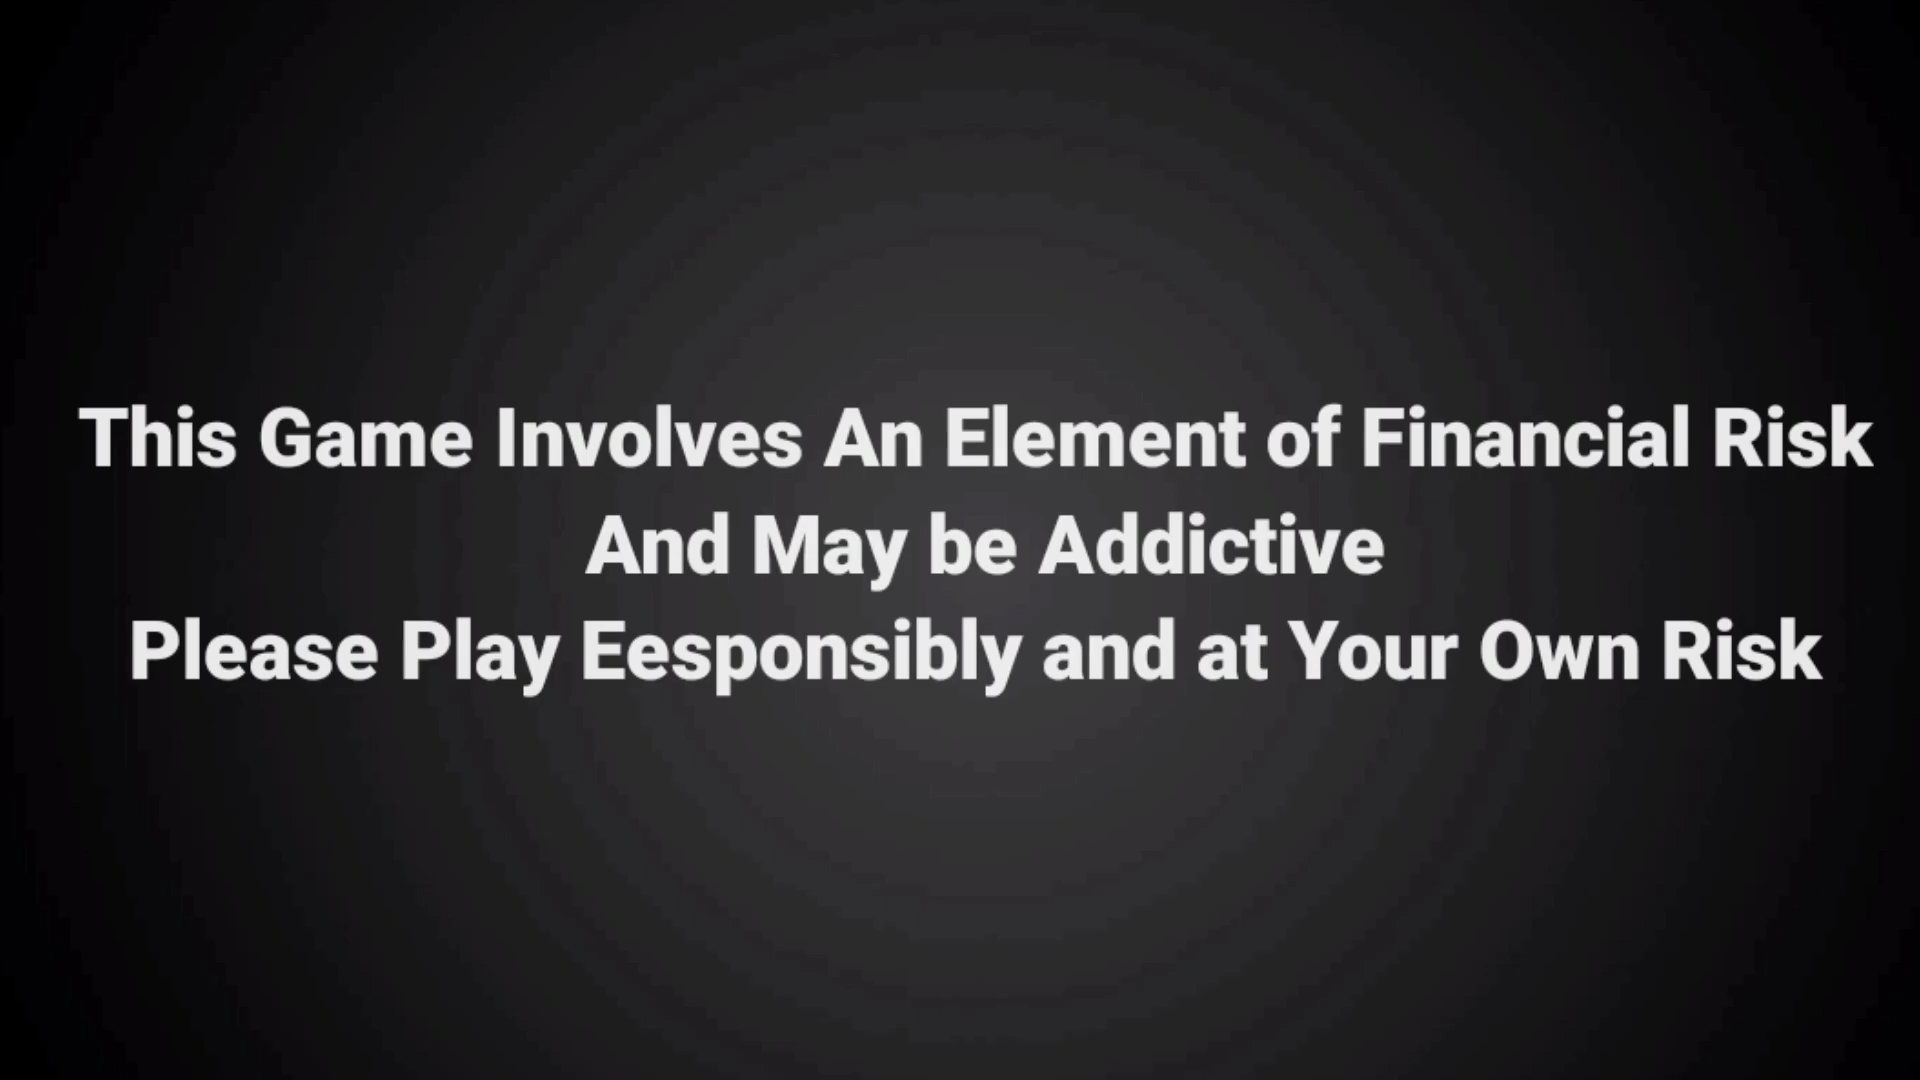 This Game Involves An Element of Financial Risk
And May be Addictive
Please Play Eesponsibly and at Your Own Risk